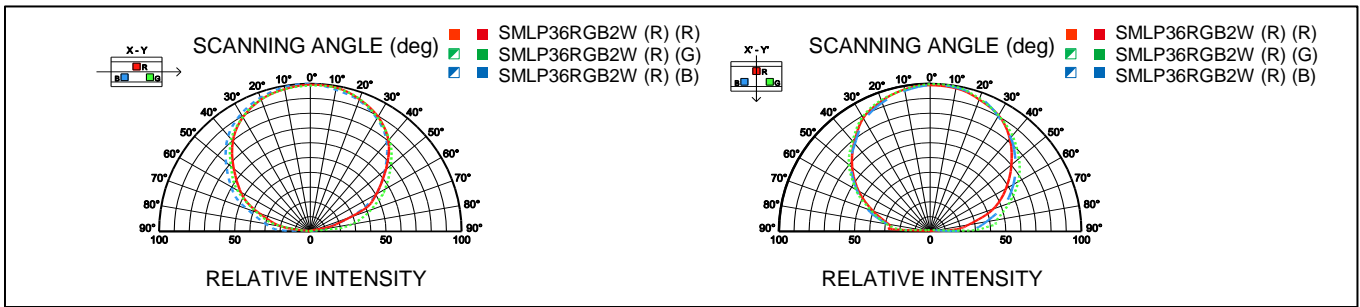 X - Y
R
B
G
SCANNING ANGLE (deg)
SMLP36RGB2W (R) (R)
SMLP36RGB2W (R) (G)
SMLP36RGB2W (R) (B)
0°
10° 10°
20° 20°
30° 30°
40° 40°
50° 50°
60° 60°
70° 70°
80° 80°
90° 90°
100 50 0 50 100
RELATIVE INTENSITY
X' - Y'
R
B
G
SCANNING ANGLE (deg)
SMLP36RGB2W (R) (R)
SMLP36RGB2W (R) (G)
SMLP36RGB2W (R) (B)
0°
10° 10°
20° 20°
30° 30°
40° 40°
50° 50°
60° 60°
70° 70°
80° 80°
90° 90°
100 50 0 50 100
RELATIVE INTENSITY